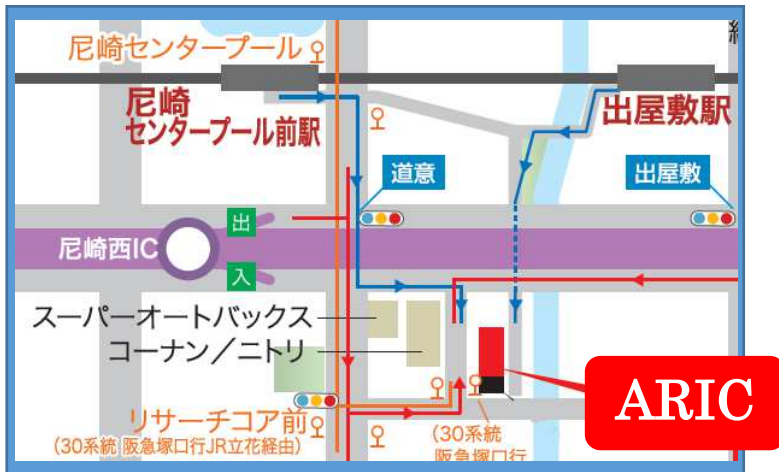 尼崎センタープール
尼崎
センタープール前駅
出屋敷駅
道意
出屋敷
出
尼崎西IC
入
スーパーオートバックス
コーナン／ニトリ
ARIC
リサーチコア前
(30系統 阪急塚口行JR立花経由)
(30系統
阪急塚口行